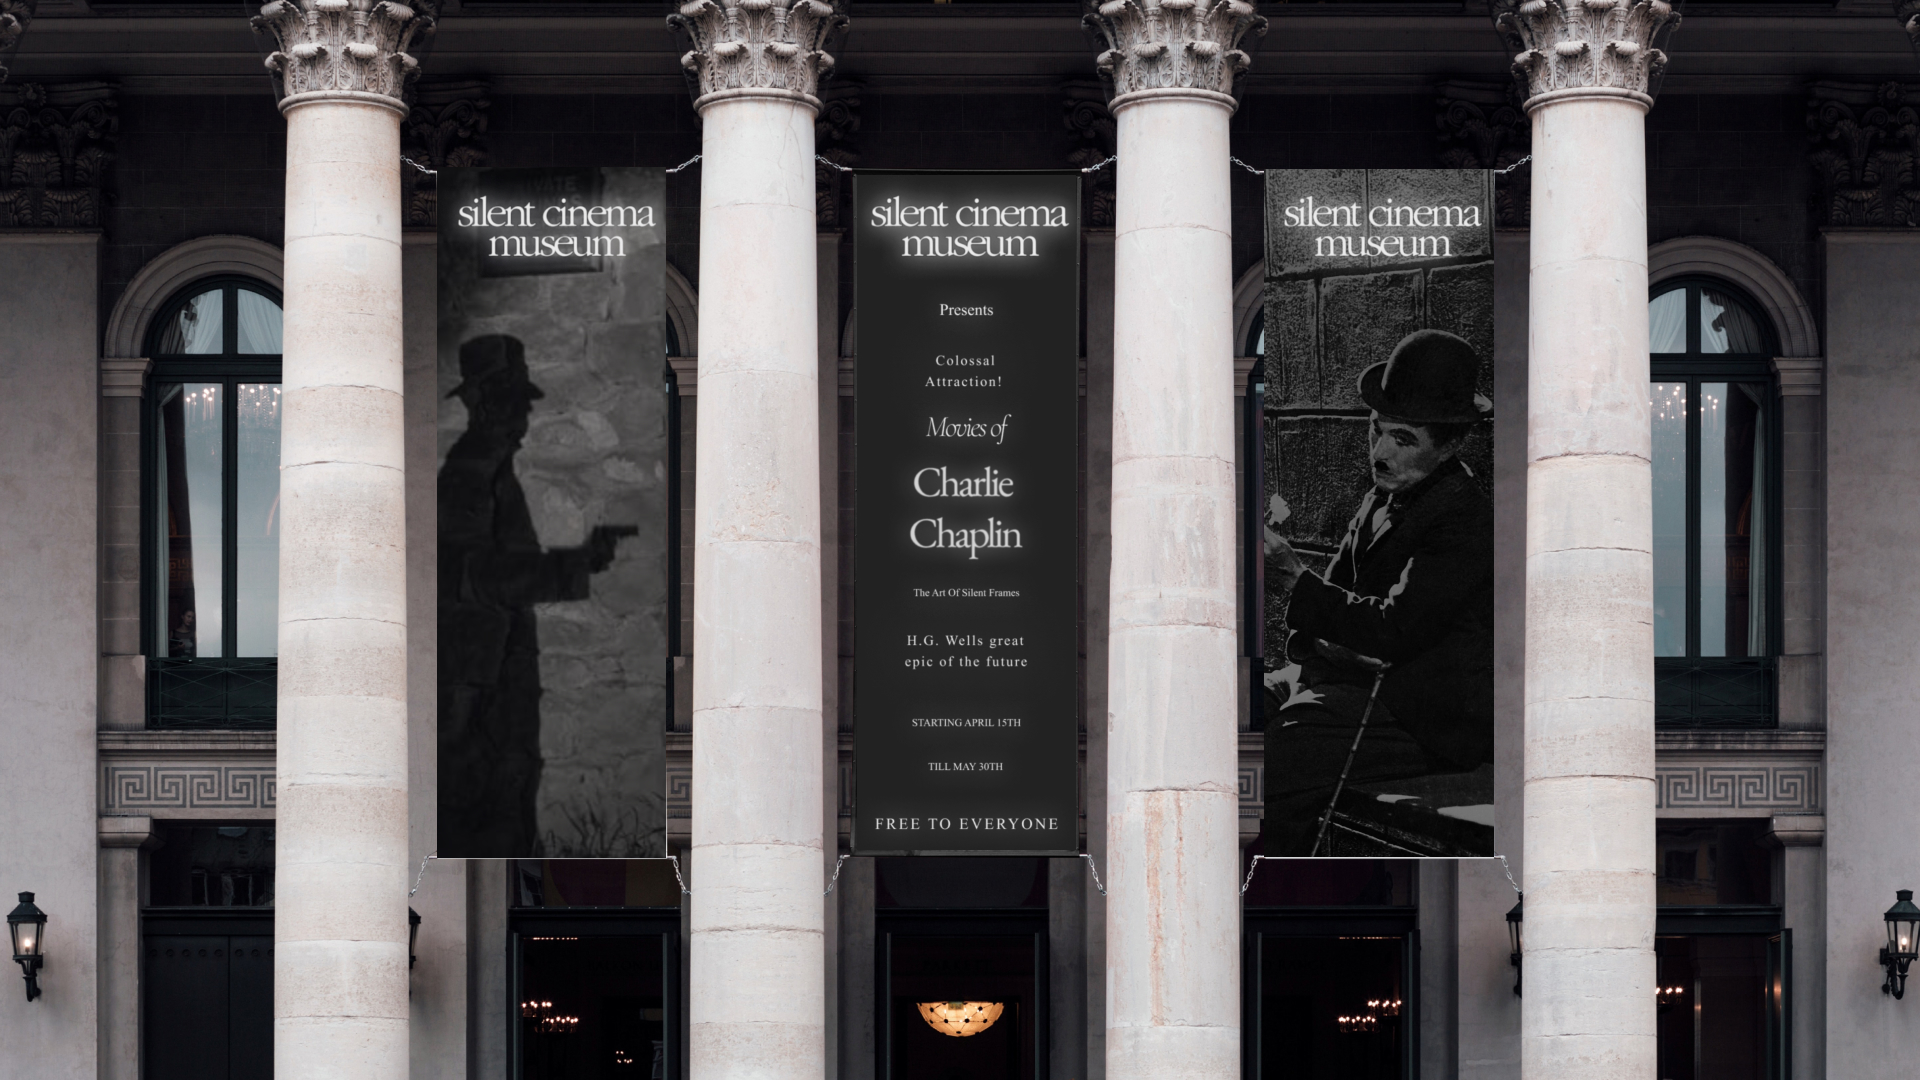 silent cinema
museum
silent cinema
museum
Presents
Colossal
Attraction!
Movies of
Charlie
Chaplin
The Art Of Silent Frames
H.G. Wells great
epic of the future
STARTING APRIL 15TH
TILL MAY 30TH
FREE TO EVERYONE
silent cinema
museum